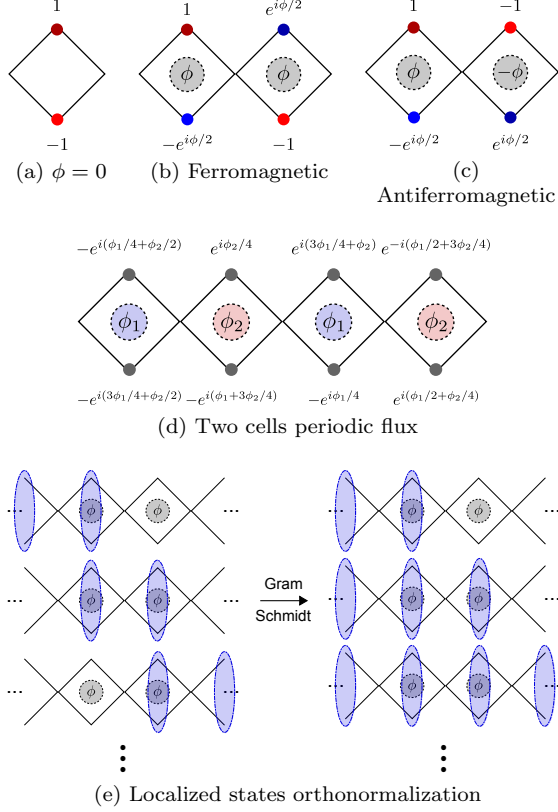 1 1 e^{iϕ/2} 1 −1
ϕ ϕ ϕ −ϕ
−1 −e^{iϕ/2} −1 −e^{iϕ/2} e^{iϕ/2}
(a) ϕ = 0 (b) Ferromagnetic (c)
Antiferromagnetic
−e^{i(ϕ₁/4+ϕ₂/2)} e^{iϕ₂/4} e^{i(3ϕ₁/4+ϕ₂)} e^{−i(ϕ₁/2+3ϕ₂/4)}
ϕ₁ ϕ₂ ϕ₁ ϕ₂
−e^{i(3ϕ₁/4+ϕ₂/2)} −e^{i(ϕ₁+3ϕ₂/4)} −e^{iϕ₁/4} e^{i(ϕ₁/2+ϕ₂/4)}
(d) Two cells periodic flux
... ϕ ϕ ... ... ϕ ϕ ...
Gram
Schmidt
... ϕ ϕ ... ... ϕ ϕ ...
... ϕ ϕ ... ... ϕ ϕ ...
(e) Localized states orthonormalization